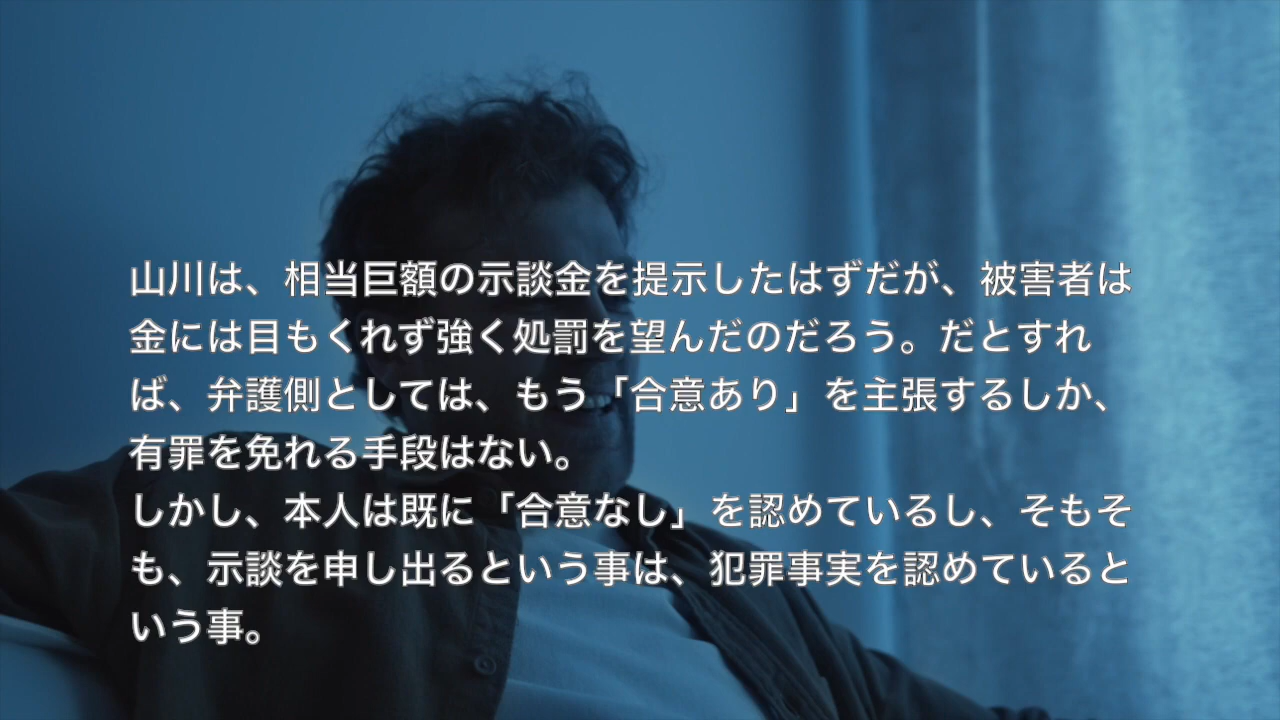 山川は、相当巨額の示談金を提示したはずだが、被害者は
金には目もくれず強く処罰を望んだのだろう。だとすれ
ば、弁護側としては、もう「合意あり」を主張するしか、
有罪を免れる手段はない。
しかし、本人は既に「合意なし」を認めているし、そもそ
も、示談を申し出るという事は、犯罪事実を認めていると
いう事。